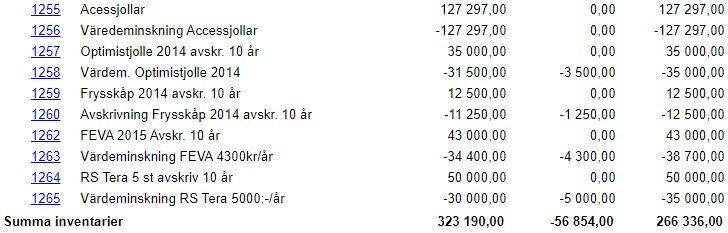 1255 Acessjollar 127 297,00 0,00 127 297,00
1256 Väredeminskning Accessjollar -127 297,00 0,00 -127 297,00
1257 Optimistjolle 2014 avskr. 10 år 35 000,00 0,00 35 000,00
1258 Värdem. Optimistjolle 2014 -31 500,00 -3 500,00 -35 000,00
1259 Frysskåp 2014 avskr. 10 år 12 500,00 0,00 12 500,00
1260 Avskrivning Frysskåp 2014 avskr. 10 år -11 250,00 -1 250,00 -12 500,00
1262 FEVA 2015 Avskr. 10 år 43 000,00 0,00 43 000,00
1263 Värdeminskning FEVA 4300kr/år -34 400,00 -4 300,00 -38 700,00
1264 RS Tera 5 st avskriv 10 år 50 000,00 0,00 50 000,00
1265 Värdeminskning RS Tera 5000:-/år -30 000,00 -5 000,00 -35 000,00
Summa inventarier 323 190,00 -56 854,00 266 336,00